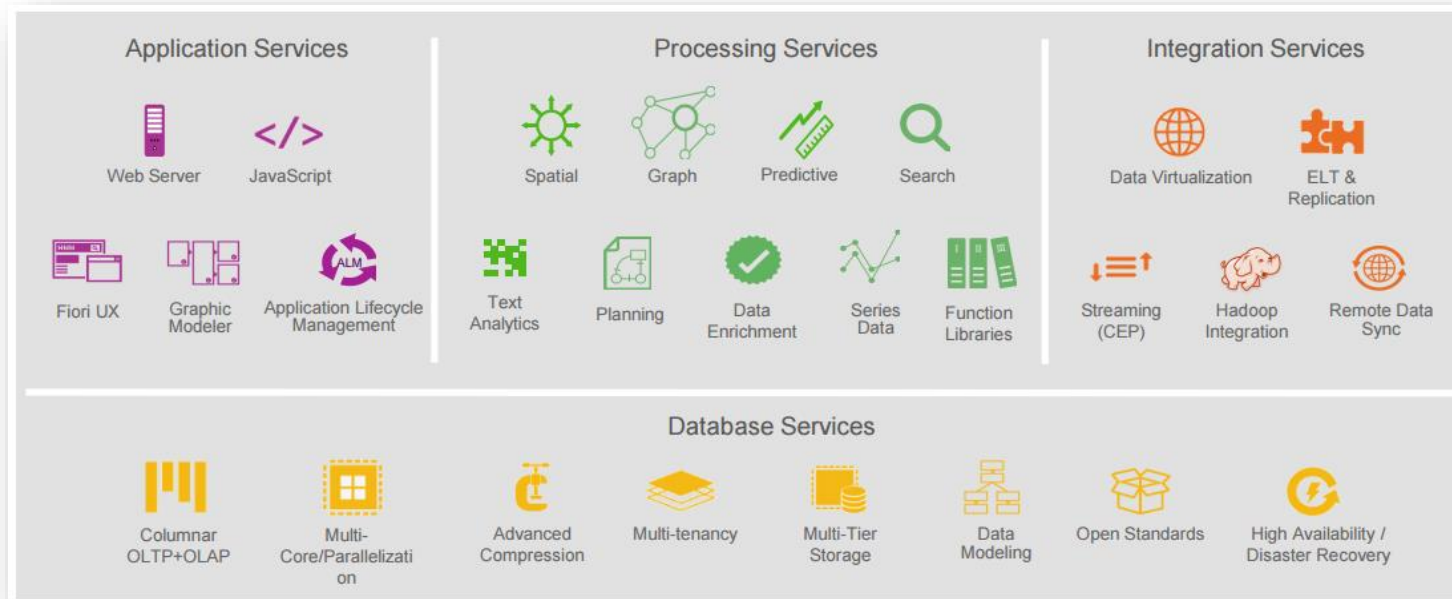 Application Services
Web Server
JavaScript
Fiori UX
Graphic
Modeler
ALM
Application Lifecycle
Management
Processing Services
Spatial
Graph
Predictive
Search
Text
Analytics
Planning
Data
Enrichment
Series
Data
I II III
Function
Libraries
Integration Services
Data Virtualization
ELT &
Replication
Streaming
(CEP)
Hadoop
Integration
Remote Data
Sync
Database Services
Columnar
OLTP+OLAP
Multi-
Core/Parallelizati
on
Advanced
Compression
Multi-tenancy
Multi-Tier
Storage
Data
Modeling
Open Standards
High Availability /
Disaster Recovery